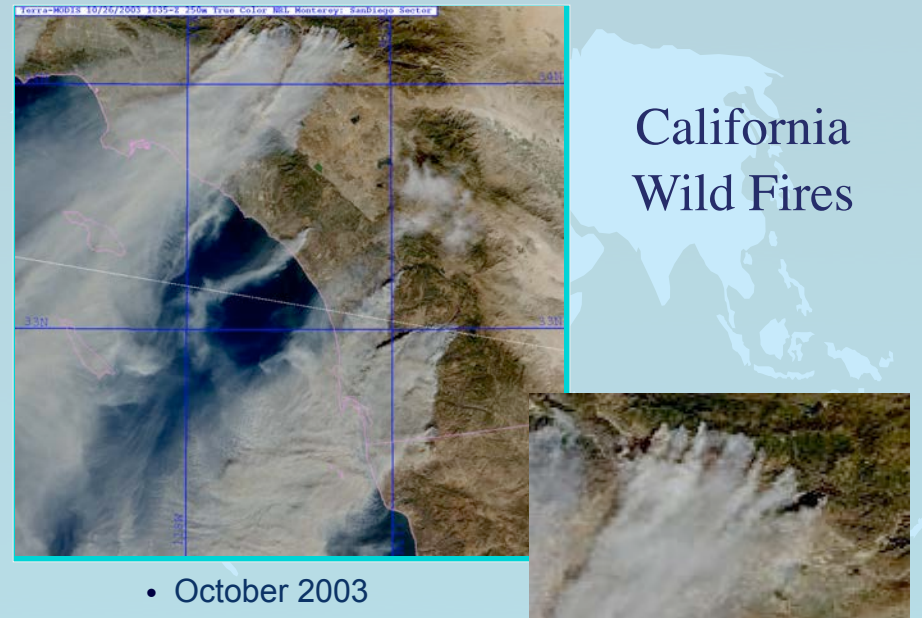 Terra-MODIS 10/26/2003 1835-Z 250m True Color NRL Monterey: SanDiego Sector
34N
California
Wild Fires
33N
33N
• October 2003